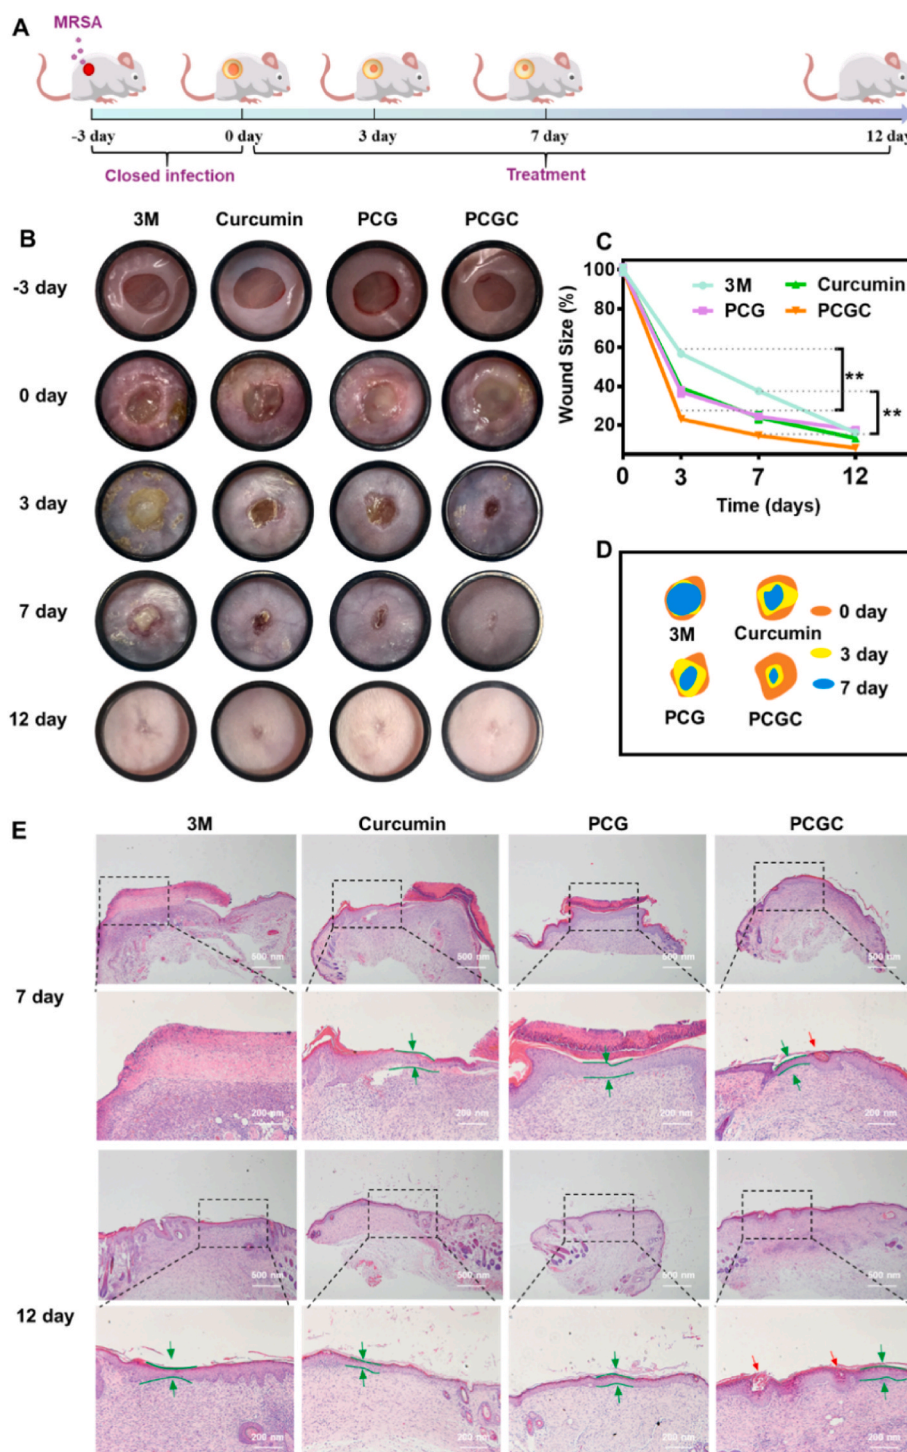 A
MRSA
-3 day
0 day
3 day
7 day
12 day
Closed infection
Treatment
B
3M
Curcumin
PCG
PCGC
-3 day
0 day
3 day
7 day
12 day
C
Wound Size (%)
100
80
60
40
20
3M
Curcumin
PCG
PCGC
**
**
0
3
7
12
Time (days)
D
3M
Curcumin
PCG
PCGC
0 day
3 day
7 day
E
3M
Curcumin
PCG
PCGC
7 day
500 nm
500 nm
500 nm
500 nm
200 nm
200 nm
200 nm
200 nm
12 day
500 nm
500 nm
500 nm
500 nm
200 nm
200 nm
200 nm
200 nm